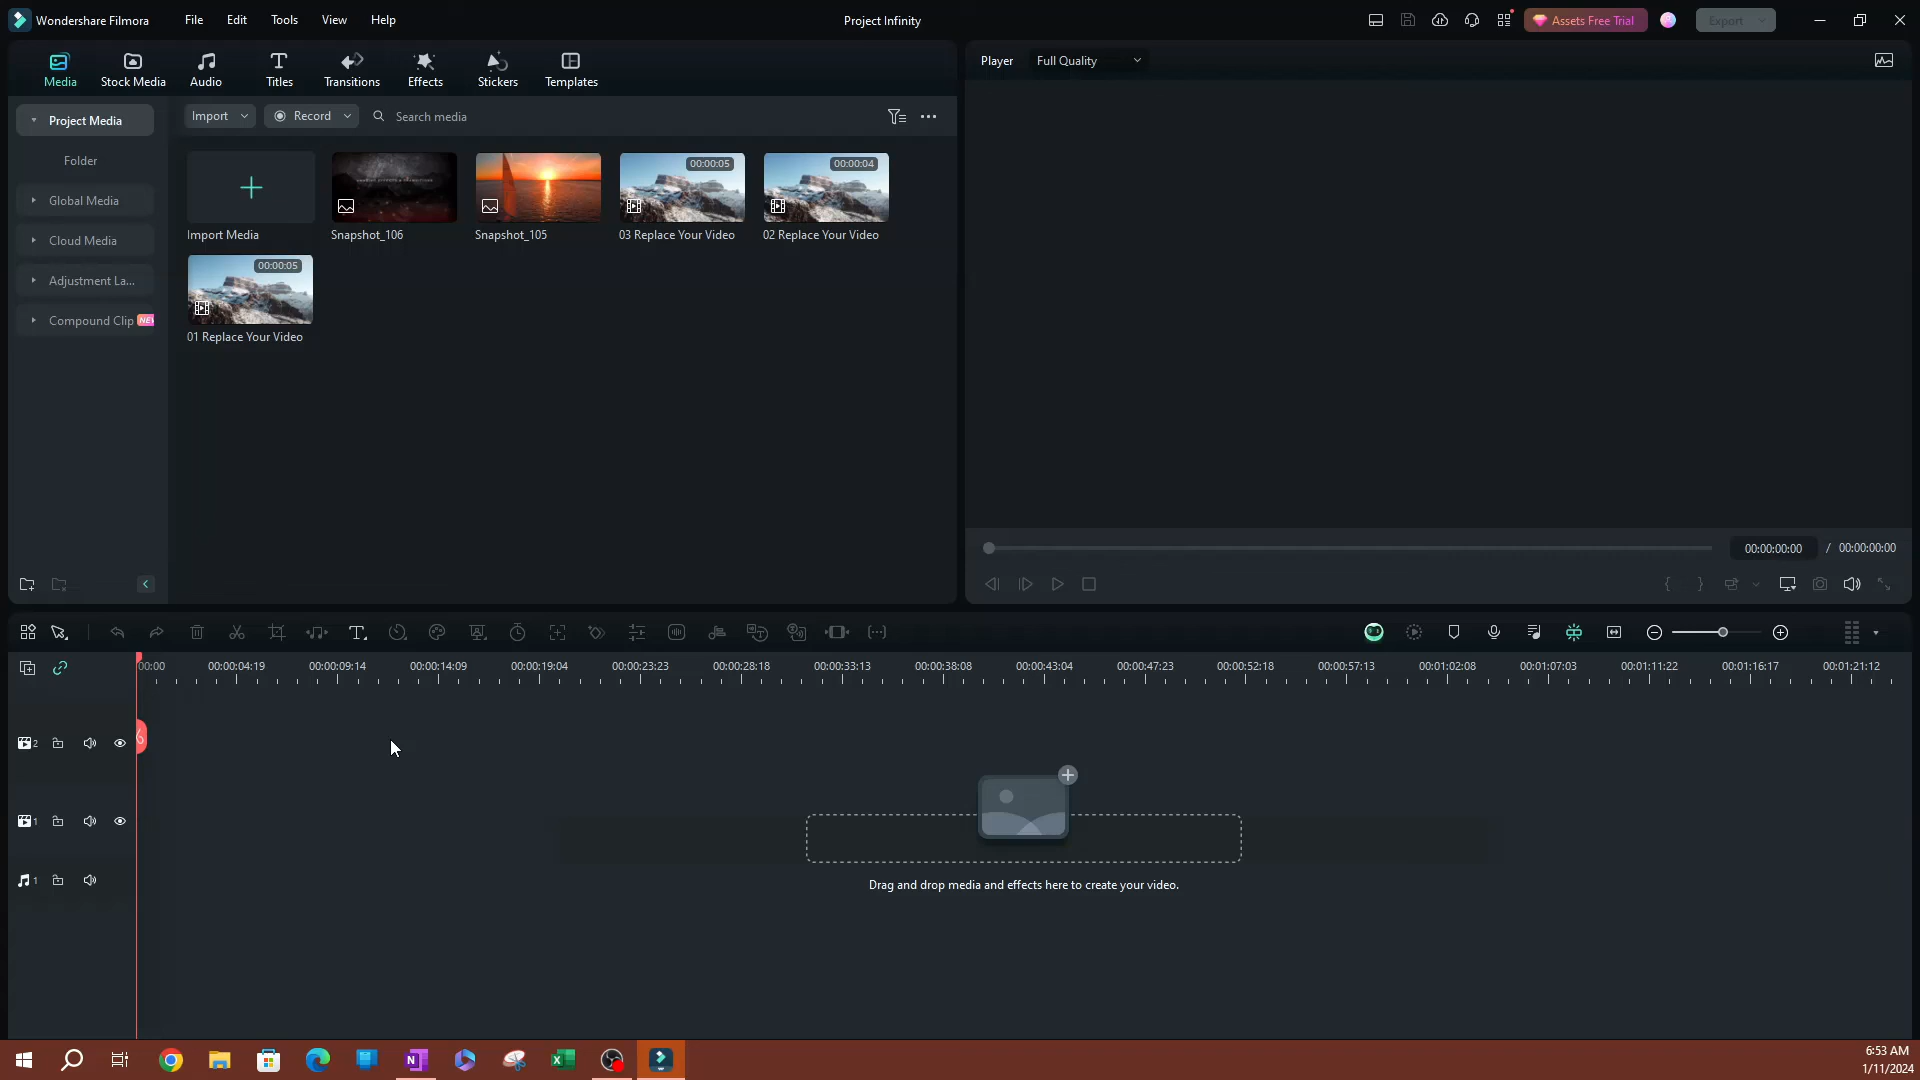 Wondershare Filmora
File
Edit
Tools
View
Help
Project Infinity
Assets Free Trial
Export
Media
Stock Media
Audio
Titles
Transitions
Effects
Stickers
Templates
Player
Full Quality
Project Media
Folder
Global Media
Cloud Media
Adjustment La...
Compound Clip
Import
Record
Search media
Import Media
Snapshot_106
Snapshot_105
00:00:05
03 Replace Your Video
00:00:04
02 Replace Your Video
00:00:05
01 Replace Your Video
00:00:00:00 / 00:00:00:00
00:00
00:00:04:19
00:00:09:14
00:00:14:09
00:00:19:04
00:00:23:23
00:00:28:18
00:00:33:13
00:00:38:08
00:00:43:04
00:00:47:23
00:00:52:18
00:00:57:13
00:01:02:08
00:01:07:03
00:01:11:22
00:01:16:17
00:01:21:12
2
1
1
Drag and drop media and effects here to create your video.
6:53 AM
1/11/2024